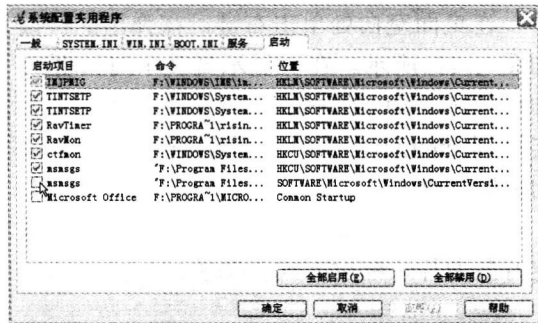 系统配置实用程序
一般 SYSTEM.INI WIN.INI BOOT.INI 服务 启动
启动项目 命令 位置
IMJPMIG F:\WINDOWS\IME\im... HKLM\SOFTWARE\Microsoft\Windows\Current...
TINTSETP F:\WINDOWS\System... HKLM\SOFTWARE\Microsoft\Windows\Current...
TINTSETP F:\WINDOWS\System... HKLM\SOFTWARE\Microsoft\Windows\Current...
RavTimer F:\PROGRA~1\risin... HKLM\SOFTWARE\Microsoft\Windows\Current...
RavMon F:\PROGRA~1\risin... HKLM\SOFTWARE\Microsoft\Windows\Current...
ctfmon F:\WINDOWS\System... HKCU\SOFTWARE\Microsoft\Windows\Current...
msmsgs "F:\Program Files... HKCU\SOFTWARE\Microsoft\Windows\Current...
msmsgs "F:\Program Files... SOFTWARE\Microsoft\Windows\CurrentVersi...
Microsoft Office F:\PROGRA~1\MICRO... Common Startup
全部启用(E) 全部禁用(D)
确定 取消 应用(A) 帮助